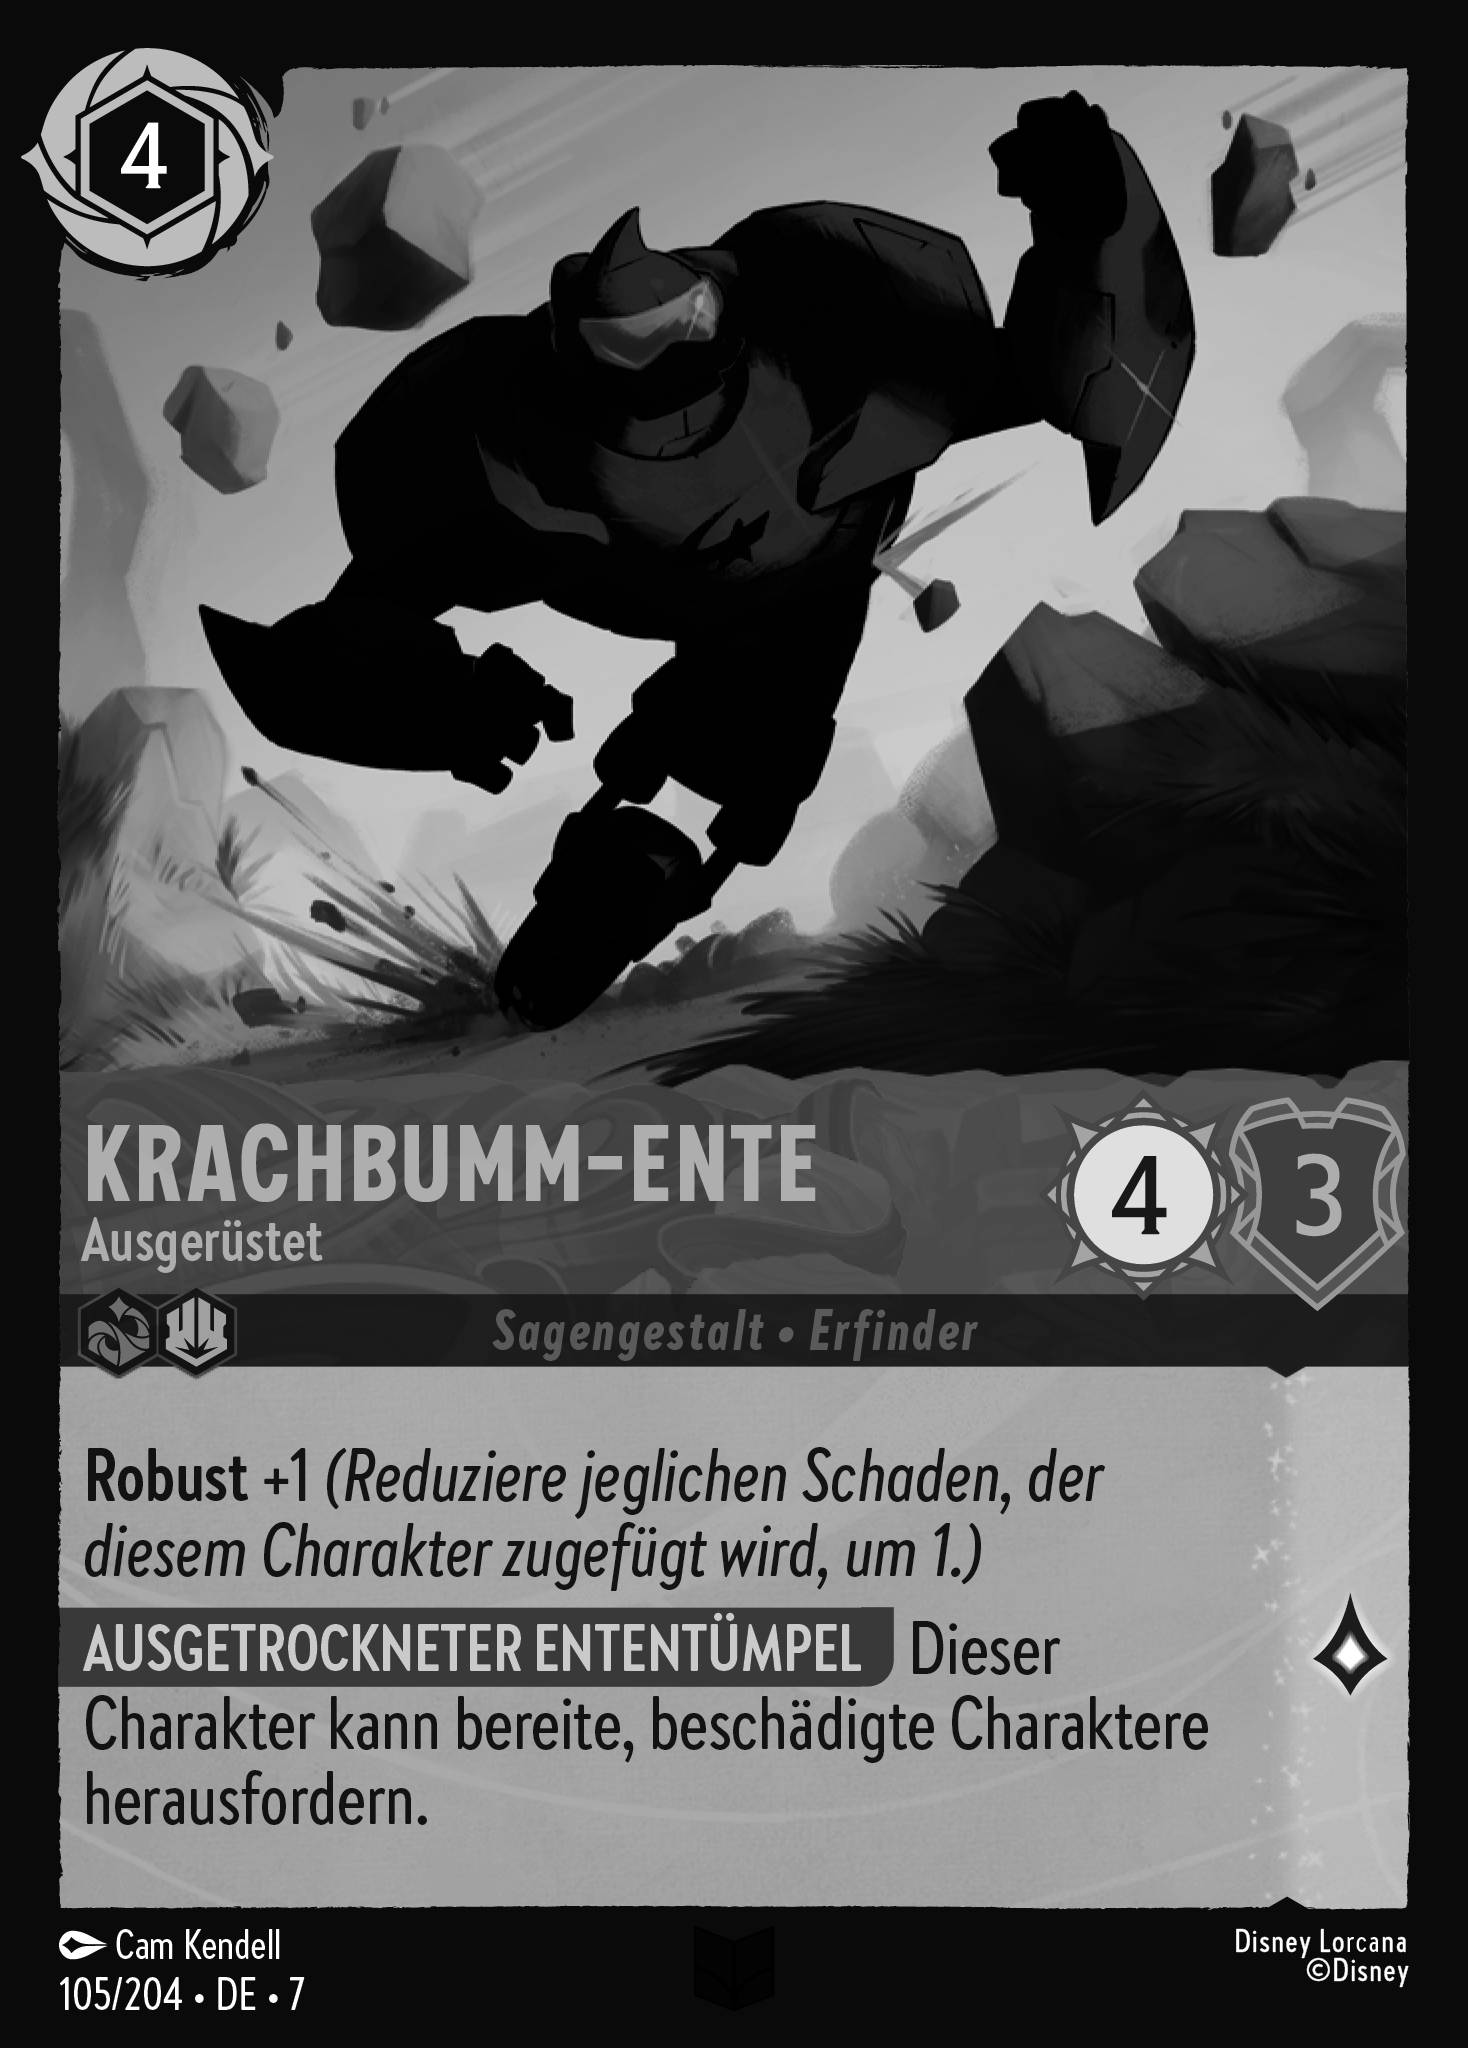 4
KRACHBUMM-ENTE
4
3
Ausgerüstet
Sagengestalt • Erfinder
Robust +1 (Reduziere jeglichen Schaden, der
diesem Charakter zugefügt wird, um 1.)
AUSGETROCKNETER ENTENTÜMPEL Dieser
Charakter kann bereite, beschädigte Charaktere
herausfordern.
Cam Kendell
105/204 • DE • 7
Disney Lorcana
©Disney